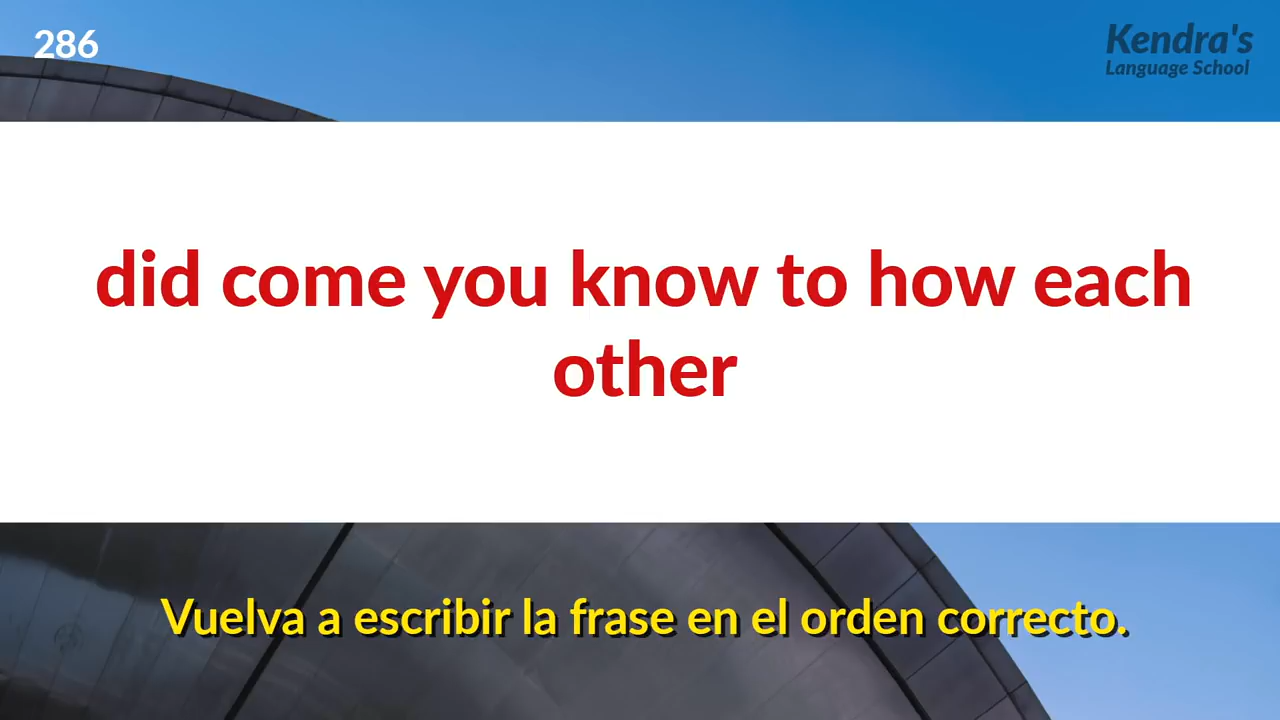 286
Kendra's
Language School
did come you know to how each
other
Vuelva a escribir la frase en el orden correcto.